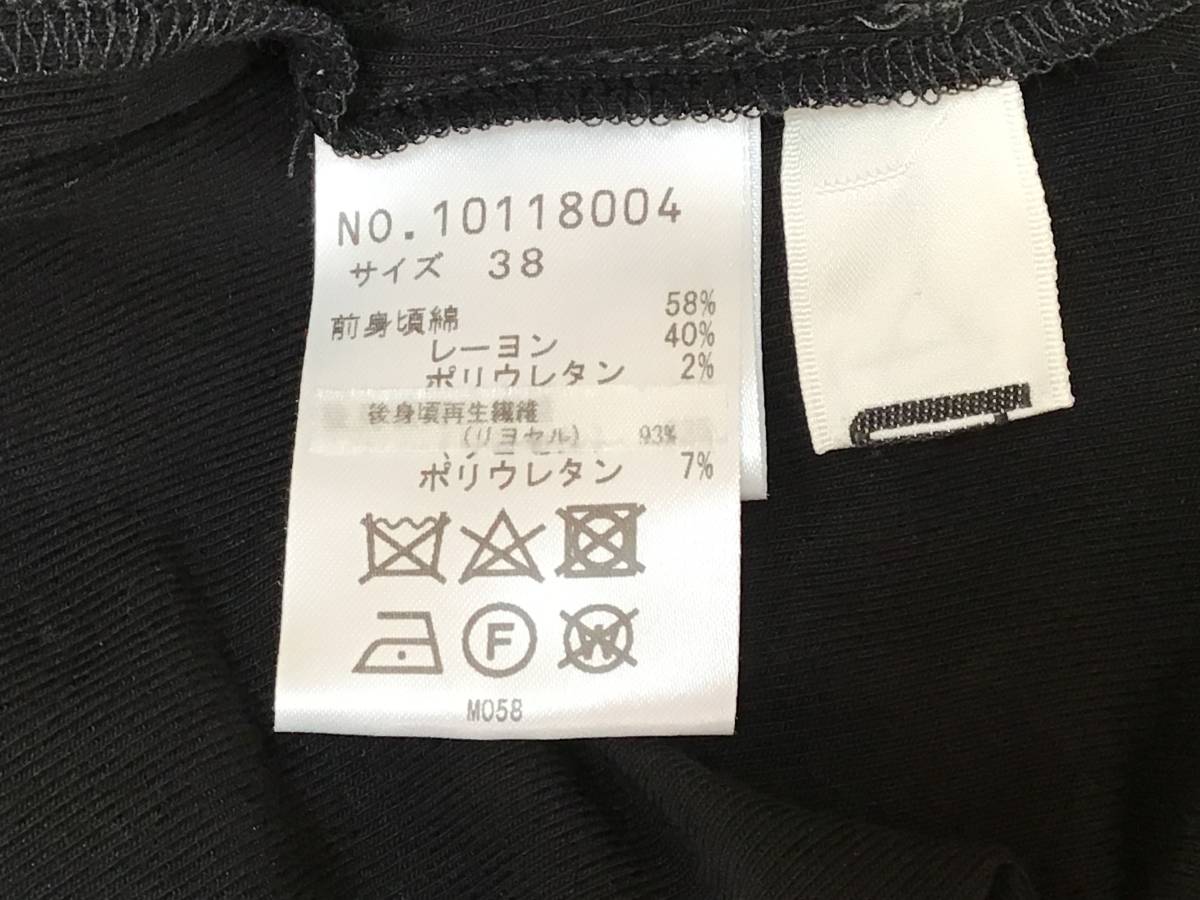 NO.10118004
サイズ 38
前身頃綿 58%
レーヨン 40%
ポリウレタン 2%
後身頃再生繊維
(リヨセル) 93%
ポリウレタン 7%
F
W
M058